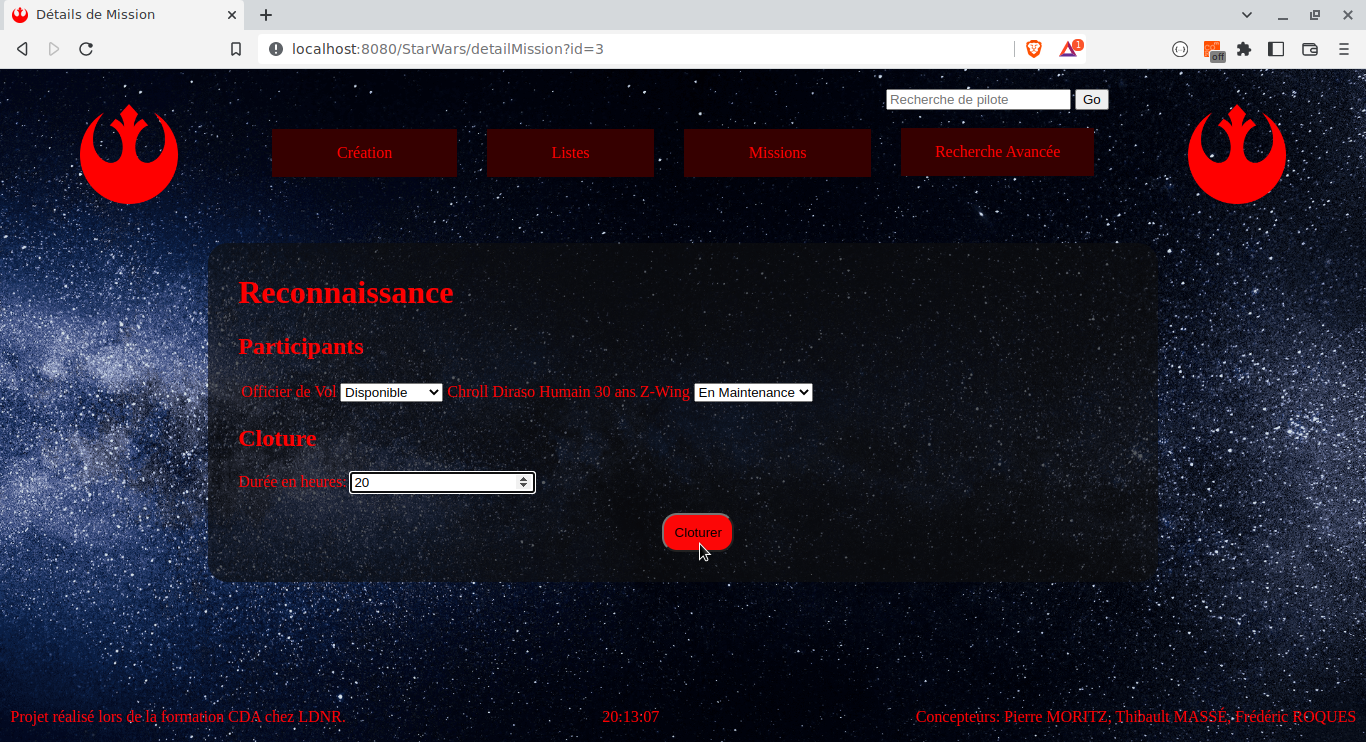 Détails de Mission
localhost:8080/StarWars/detailMission?id=3
1
off
Recherche de pilote Go
Création Listes Missions Recherche Avancée
Reconnaissance
Participants
Officier de Vol Disponible Chroll Diraso Humain 30 ans Z-Wing En Maintenance
Cloture
Durée en heures: 20
Cloturer
Projet réalisé lors de la formation CDA chez LDNR. 20:13:07 Concepteurs: Pierre MORITZ, Thibault MASSÉ, Frédéric ROQUES